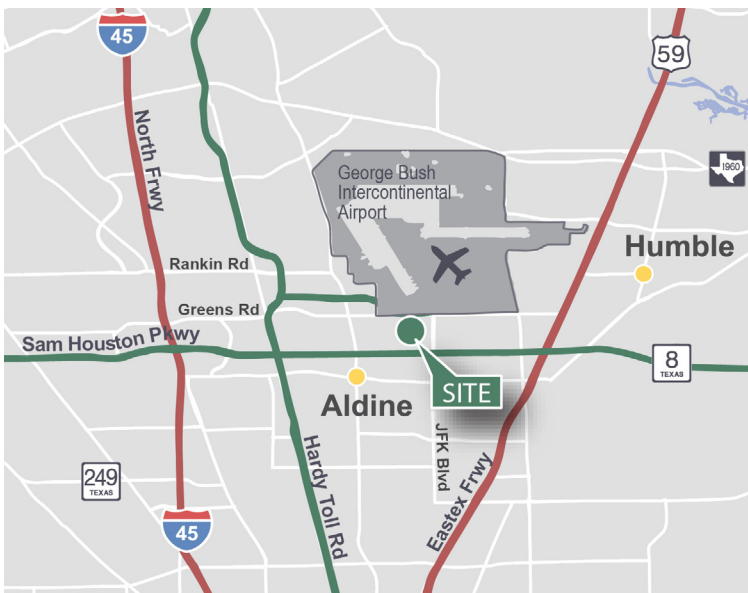 45
59
North Frwy
George Bush
Intercontinental
Airport
1960
Humble
Rankin Rd
Greens Rd
Sam Houston Pkwy
8
TEXAS
SITE
Aldine
JFK Blvd
Hardy Toll Rd
Eastex Frwy
249
TEXAS
45